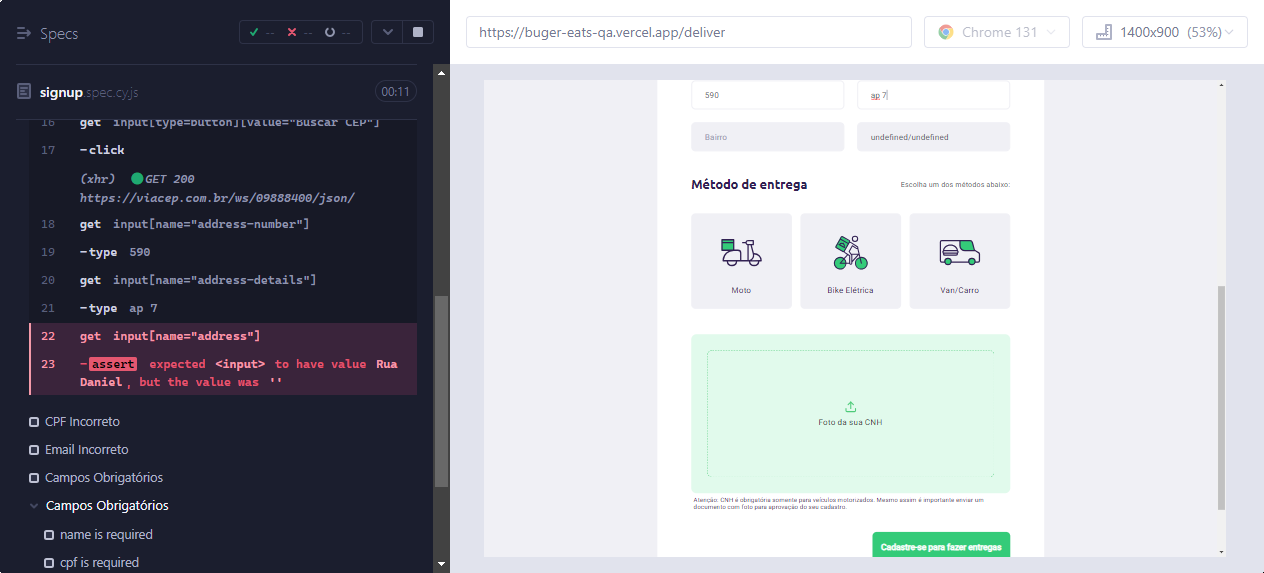 Specs
-- -- --
signup.spec.cy.js
00:11
16 get input[type=button][value="Buscar CEP"]
17 -click
(xhr) GET 200
https://viacep.com.br/ws/09888400/json/
18 get input[name="address-number"]
19 -type 590
20 get input[name="address-details"]
21 -type ap 7
22 get input[name="address"]
23 -assert expected <input> to have value Rua
Daniel, but the value was ''
CPF Incorreto
Email Incorreto
Campos Obrigatórios
Campos Obrigatórios
name is required
cpf is required
https://buger-eats-qa.vercel.app/deliver
Chrome 131
1400x900 (53%)
590
ap 7
Bairro
undefined/undefined
Método de entrega
Escolha um dos métodos abaixo:
Moto
Bike Elétrica
Van/Carro
Foto da sua CNH
Atenção: CNH é obrigatória somente para veículos motorizados. Mesmo assim é importante enviar um
documento com foto para aprovação do seu cadastro.
Cadastre-se para fazer entregas